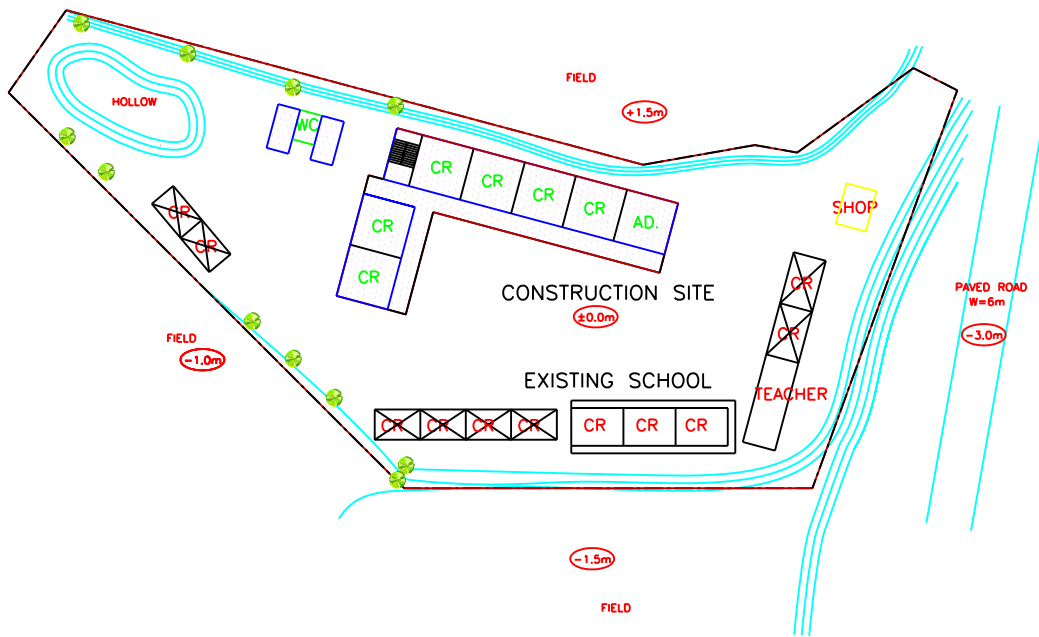 FIELD
HOLLOW
+1.5m
WC
CR
CR
CR
CR
AD.
CR
CR
CR
CR
SHOP
CONSTRUCTION SITE
±0.0m
CR
CR
TEACHER
PAVED ROAD
W=6m
-3.0m
FIELD
-1.0m
EXISTING SCHOOL
CR
CR
CR
CR
CR
CR
CR
-1.5m
FIELD